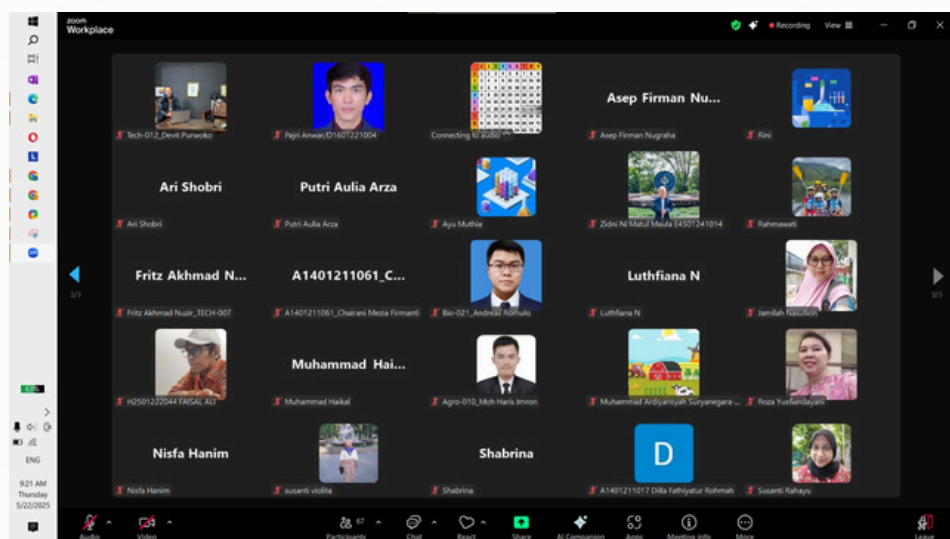 zoom
Workplace
Recording View
Tech-012_Devit Purwoko
Pajri Anwar/D1601221004
Connecting to audio
Asep Firman Nu...
Asep Firman Nugraha
Rini
Ari Shobri
Ari Shobri
Putri Aulia Arza
Putri Aulia Arza
Ayu Muthia
Zidni Ni'Matul Maula E4501241014
Rahmawati
Fritz Akhmad N...
Fritz Akhmad Nuzir_TECH-007
A1401211061_C...
A1401211061_Chairani Mezia Firmanti
Bio-021_Andreas Romulo
Luthfiana N
Luthfiana N
Jamilah Nasution
3/3
3/3
H2501222044 FAISAL ALI
Muhammad Hai...
Muhammad Haikal
Agro-010_Moh Haris Imron
Muhammad Ardiyansyah Suryanegara-...
Roza Yusfiandayani
Nisfa Hanim
Nisfa Hanim
susanti violita
Shabrina
Shabrina
D
A1401211017 Dilla Fathiyatur Rohmah
Susanti Rahayu
ENG
9:21 AM
Thursday
5/22/2025
Audio
Video
67
Participants
Chat
React
Share
AI Companion
Apps
Meeting Info
More
Leave